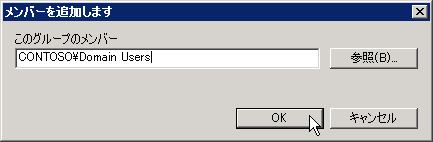 メンバーを追加します
このグループのメンバー
CONTOSO¥Domain Users
参照(B)...
OK
キャンセル